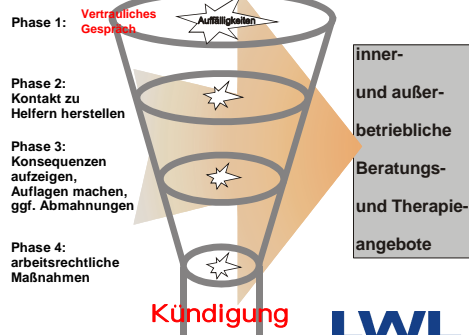 Phase 1:
Vertrauliches
Gespräch
Auffälligkeiten
Phase 2:
Kontakt zu
Helfern herstellen
Phase 3:
Konsequenzen
aufzeigen,
Auflagen machen,
ggf. Abmahnungen
Phase 4:
arbeitsrechtliche
Maßnahmen
Kündigung
inner-
und außer-
betriebliche
Beratungs-
und Therapie-
angebote
LWL